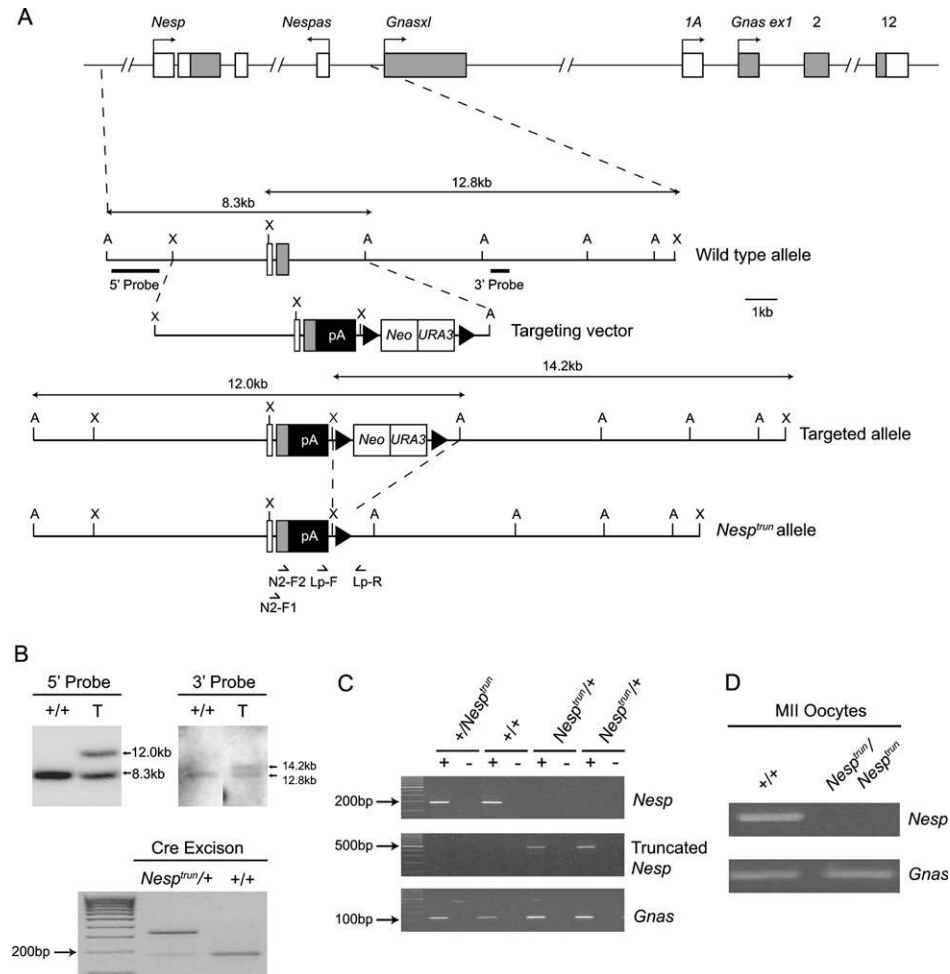 A
Nesp Nespas Gnasxl 1A Gnas ex1 2 12
12.8kb
8.3kb
A X X A A A A X
Wild type allele
5' Probe 3' Probe
1kb
X X X A
pA Neo URA3
Targeting vector
14.2kb
12.0kb
A X X X A A A A X
pA Neo URA3
Targeted allele
A X X X A A A A X
pA
Nesptrun allele
N2-F2 Lp-F Lp-R
N2-F1
B
5' Probe 3' Probe
+/+ T +/+ T
12.0kb
8.3kb
14.2kb
12.8kb
Cre Excison
Nesptrun/+ +/+
200bp
C
+/Nesptrun +/+ Nesptrun/+ Nesptrun/+
+ - + - + - + -
200bp Nesp
500bp Truncated
Nesp
100bp Gnas
D
MII Oocytes
+/+ Nesptrun/
Nesptrun
Nesp
Gnas